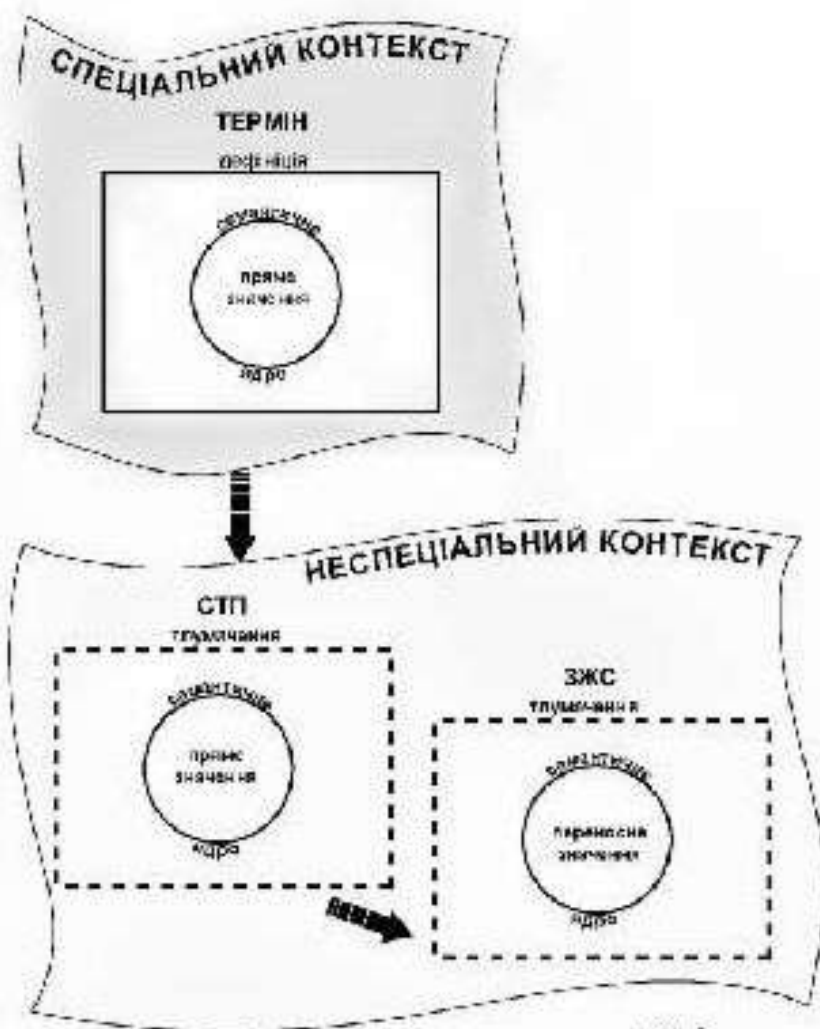 СПЕЦІАЛЬНИЙ КОНТЕКСТ
ТЕРМІН
дефініція
семантичне
пряме
значення
ядро
НЕСПЕЦІАЛЬНИЙ КОНТЕКСТ
СТП
тлумачення
семантичне
пряме
значення
ядро
ЗЖС
тлумачення
семантичне
переносне
значення
ядро